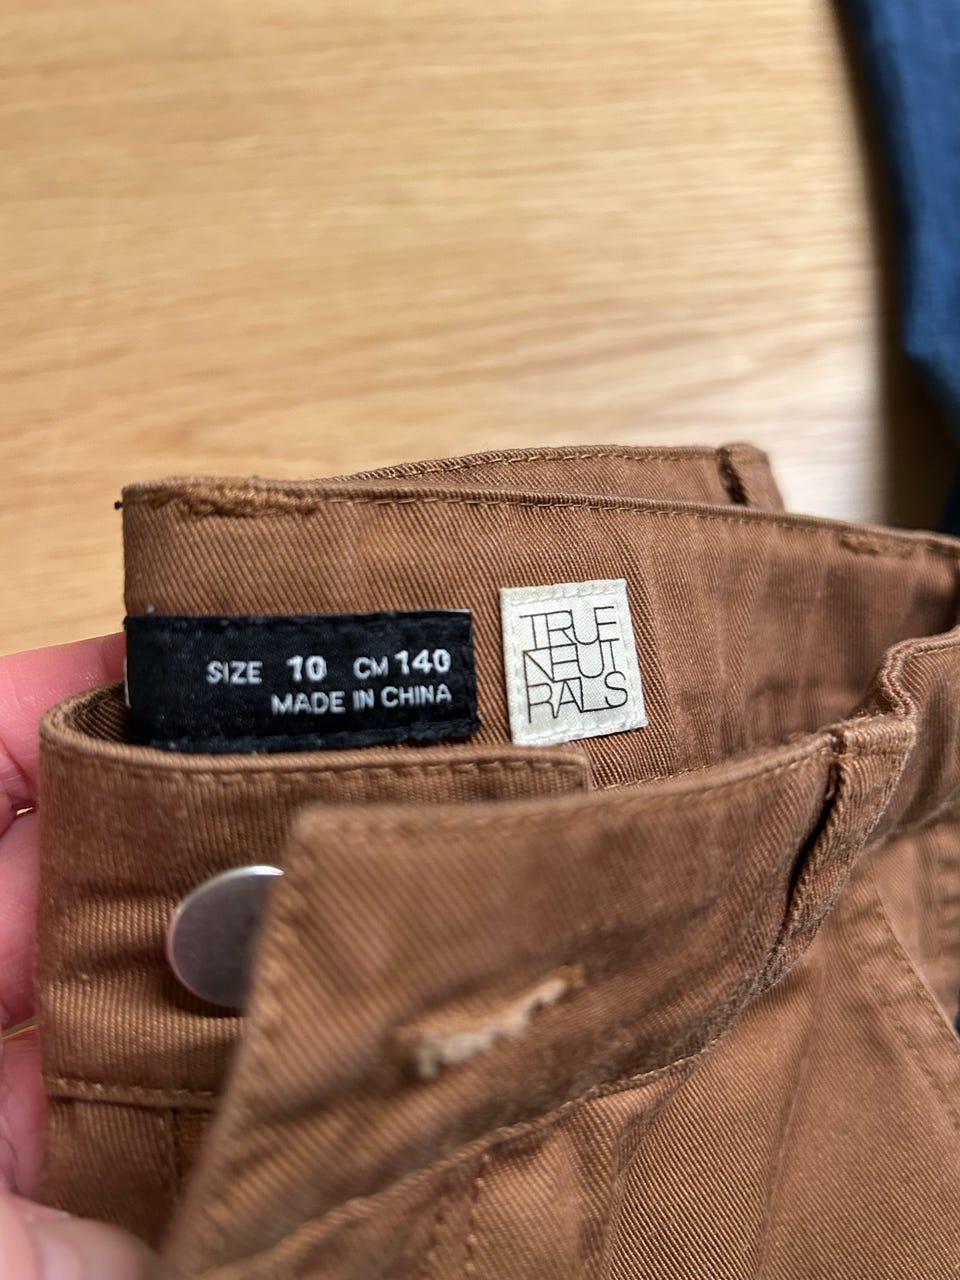 SIZE 10 CM 140
MADE IN CHINA
TRUE
NEUT
RALS